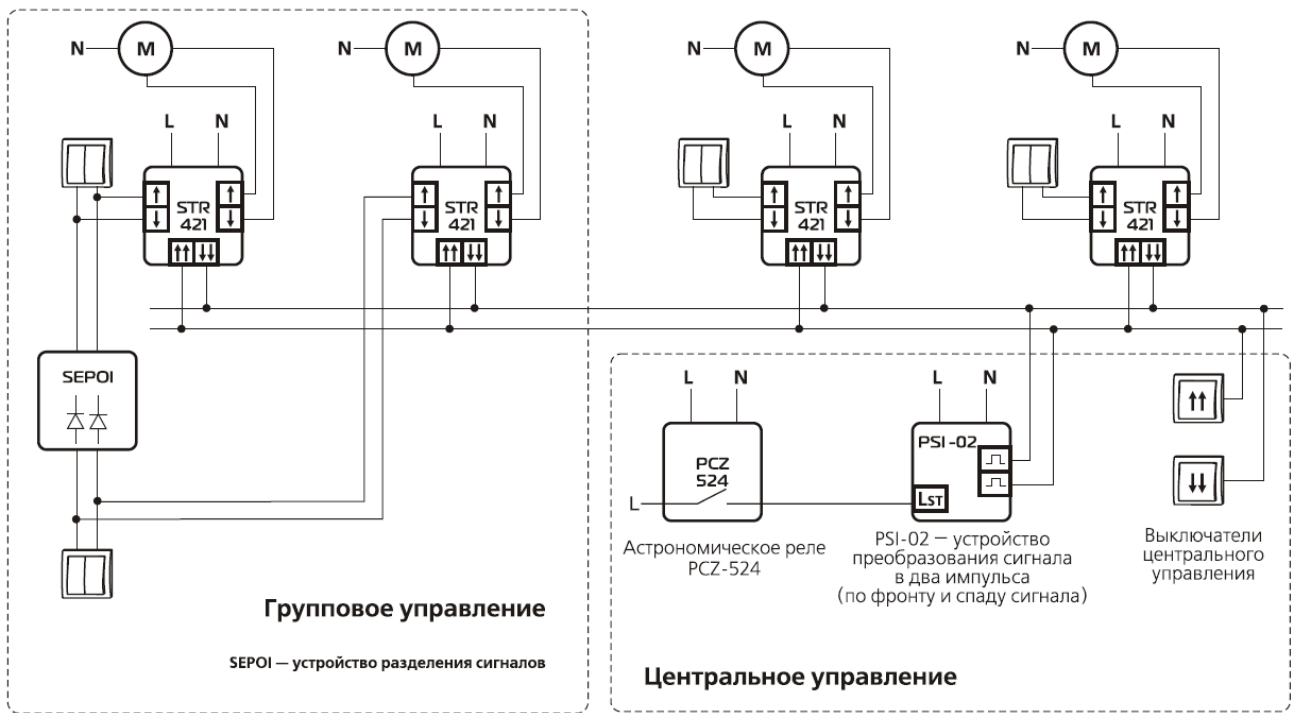 N
M
N
M
N
M
N
M
L
N
L
N
L
N
L
N
STR
421
STR
421
STR
421
STR
421
SEPOI
L
N
L
N
PCZ
524
PSI-02
L
LST
Астрономическое реле
PCZ-524
PSI-02 — устройство
преобразования сигнала
в два импульса
(по фронту и спаду сигнала)
Выключатели
центрального
управления
Групповое управление
SEPOI — устройство разделения сигналов
Центральное управление